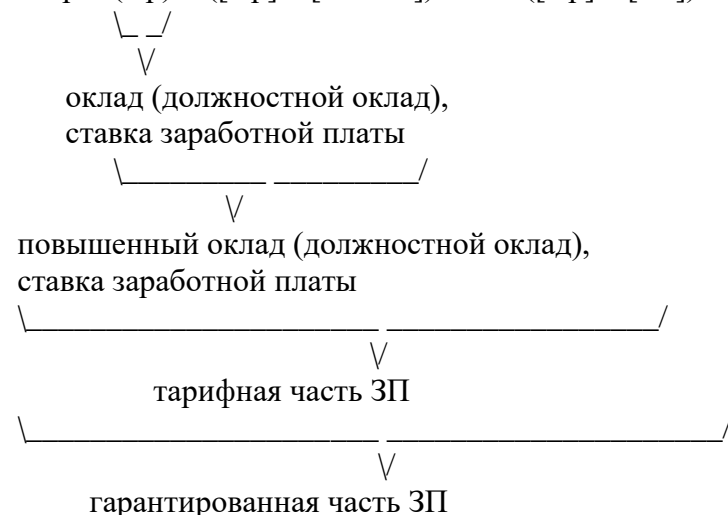 оклад (должностной оклад),
ставка заработной платы
повышенный оклад (должностной оклад),
ставка заработной платы
тарифная часть ЗП
гарантированная часть ЗП